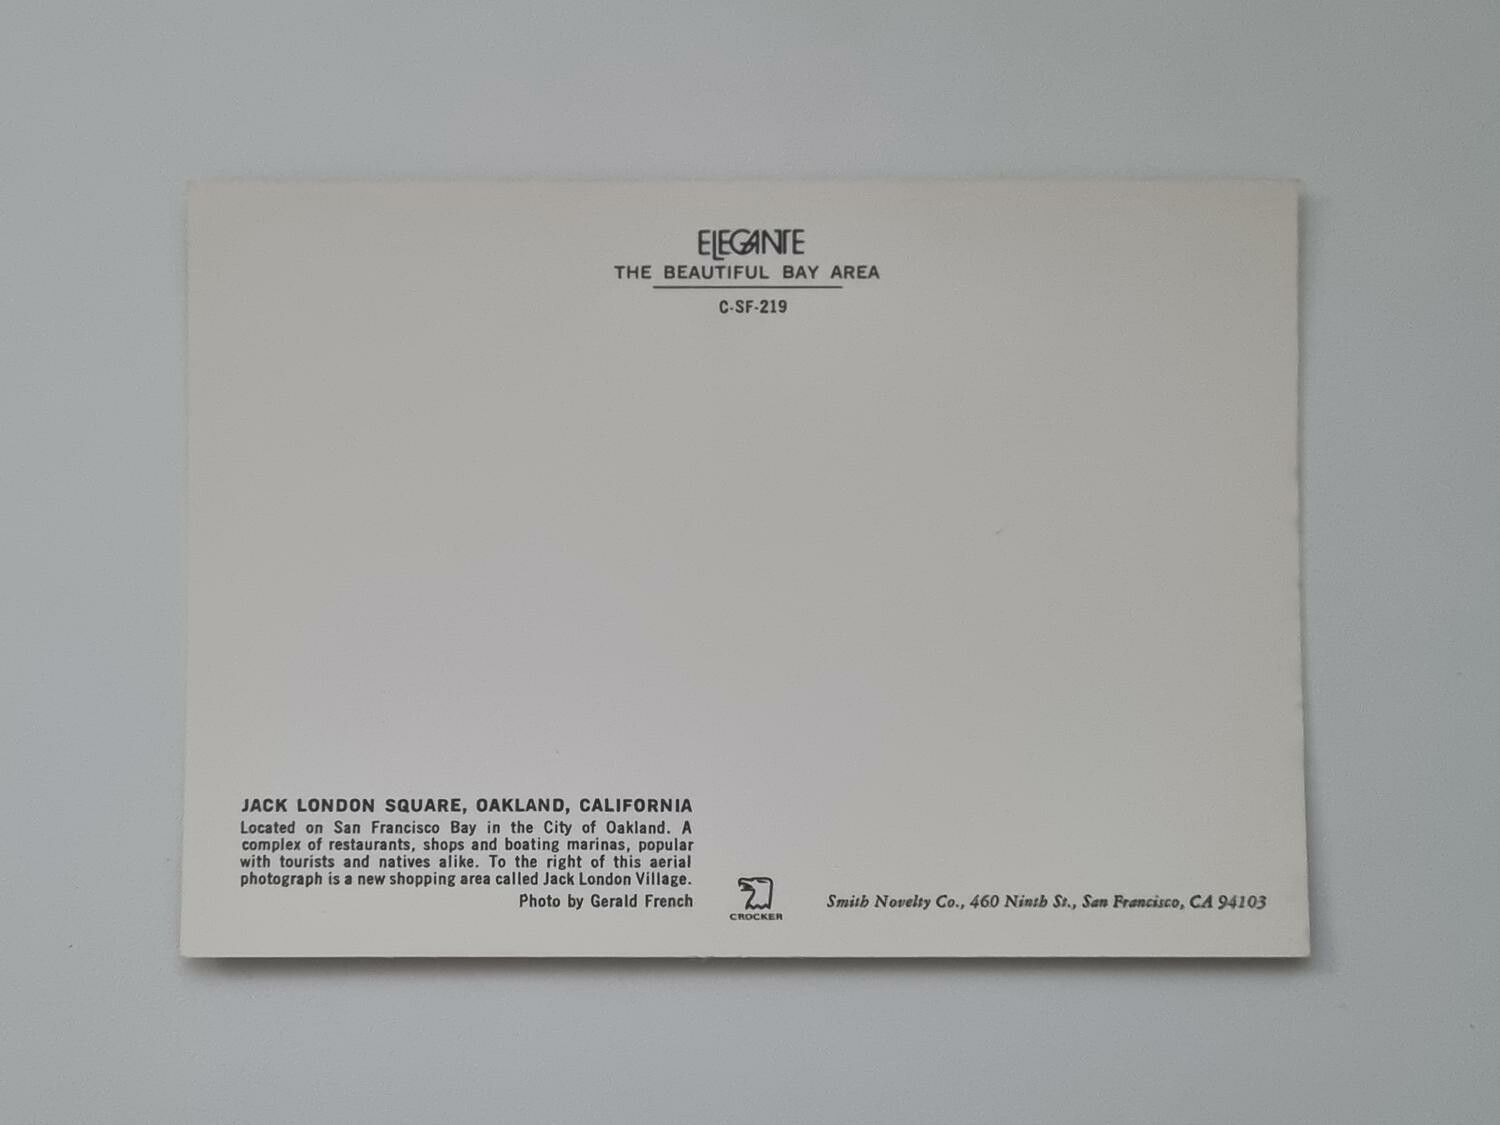 ELEGANTE
THE BEAUTIFUL BAY AREA
C-SF-219
JACK LONDON SQUARE, OAKLAND, CALIFORNIA
Located on San Francisco Bay in the City of Oakland. A
complex of restaurants, shops and boating marinas, popular
with tourists and natives alike. To the right of this aerial
photograph is a new shopping area called Jack London Village.
Photo by Gerald French
CROCKER
Smith Novelty Co., 460 Ninth St., San Francisco, CA 94103